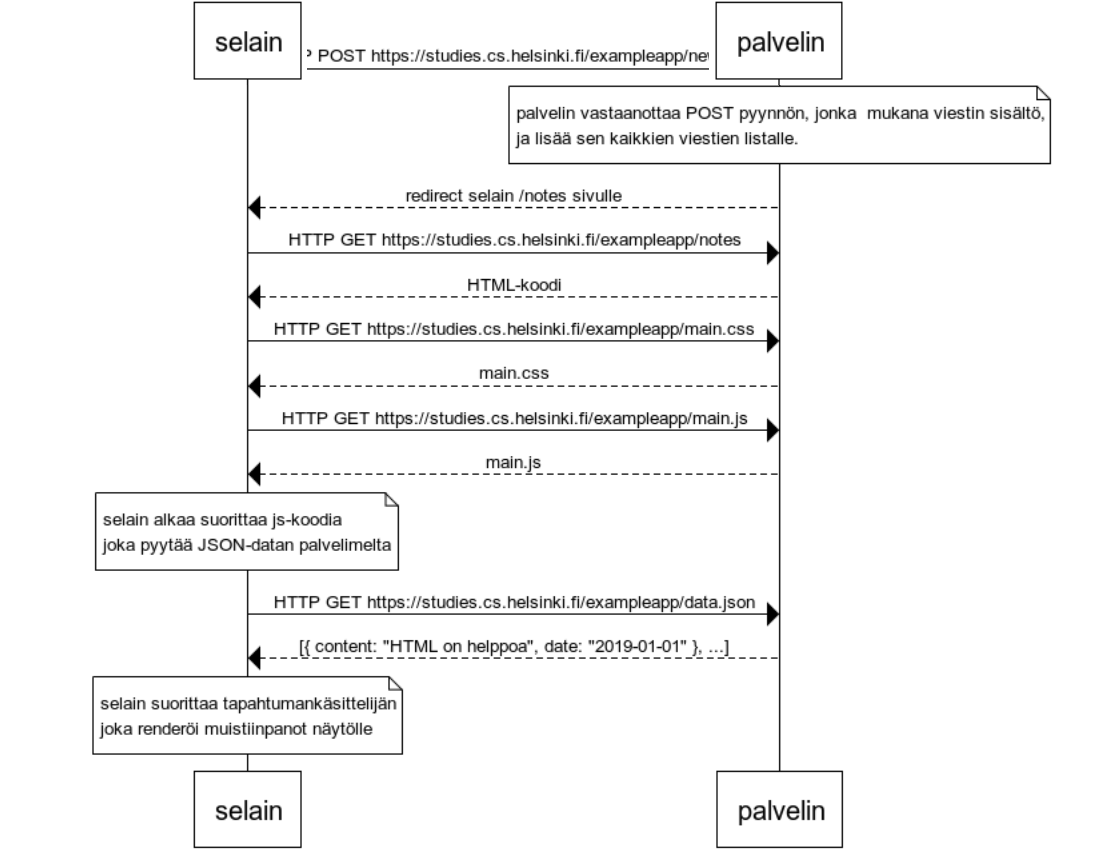 selain
palvelin
POST https://studies.cs.helsinki.fi/exampleapp/
palvelin vastaanottaa POST pyynnön, jonka mukana viestin sisältö,
ja lisää sen kaikkien viestien listalle.
redirect selain /notes sivulle
HTTP GET https://studies.cs.helsinki.fi/exampleapp/notes
HTML-koodi
HTTP GET https://studies.cs.helsinki.fi/exampleapp/main.css
main.css
HTTP GET https://studies.cs.helsinki.fi/exampleapp/main.js
main.js
selain alkaa suorittaa js-koodia
joka pyytää JSON-datan palvelimelta
HTTP GET https://studies.cs.helsinki.fi/exampleapp/data.json
[{ content: "HTML on helppoa", date: "2019-01-01" }, ...]
selain suorittaa tapahtumankäsittelijän
joka renderöi muistiinpanot näytölle
selain
palvelin